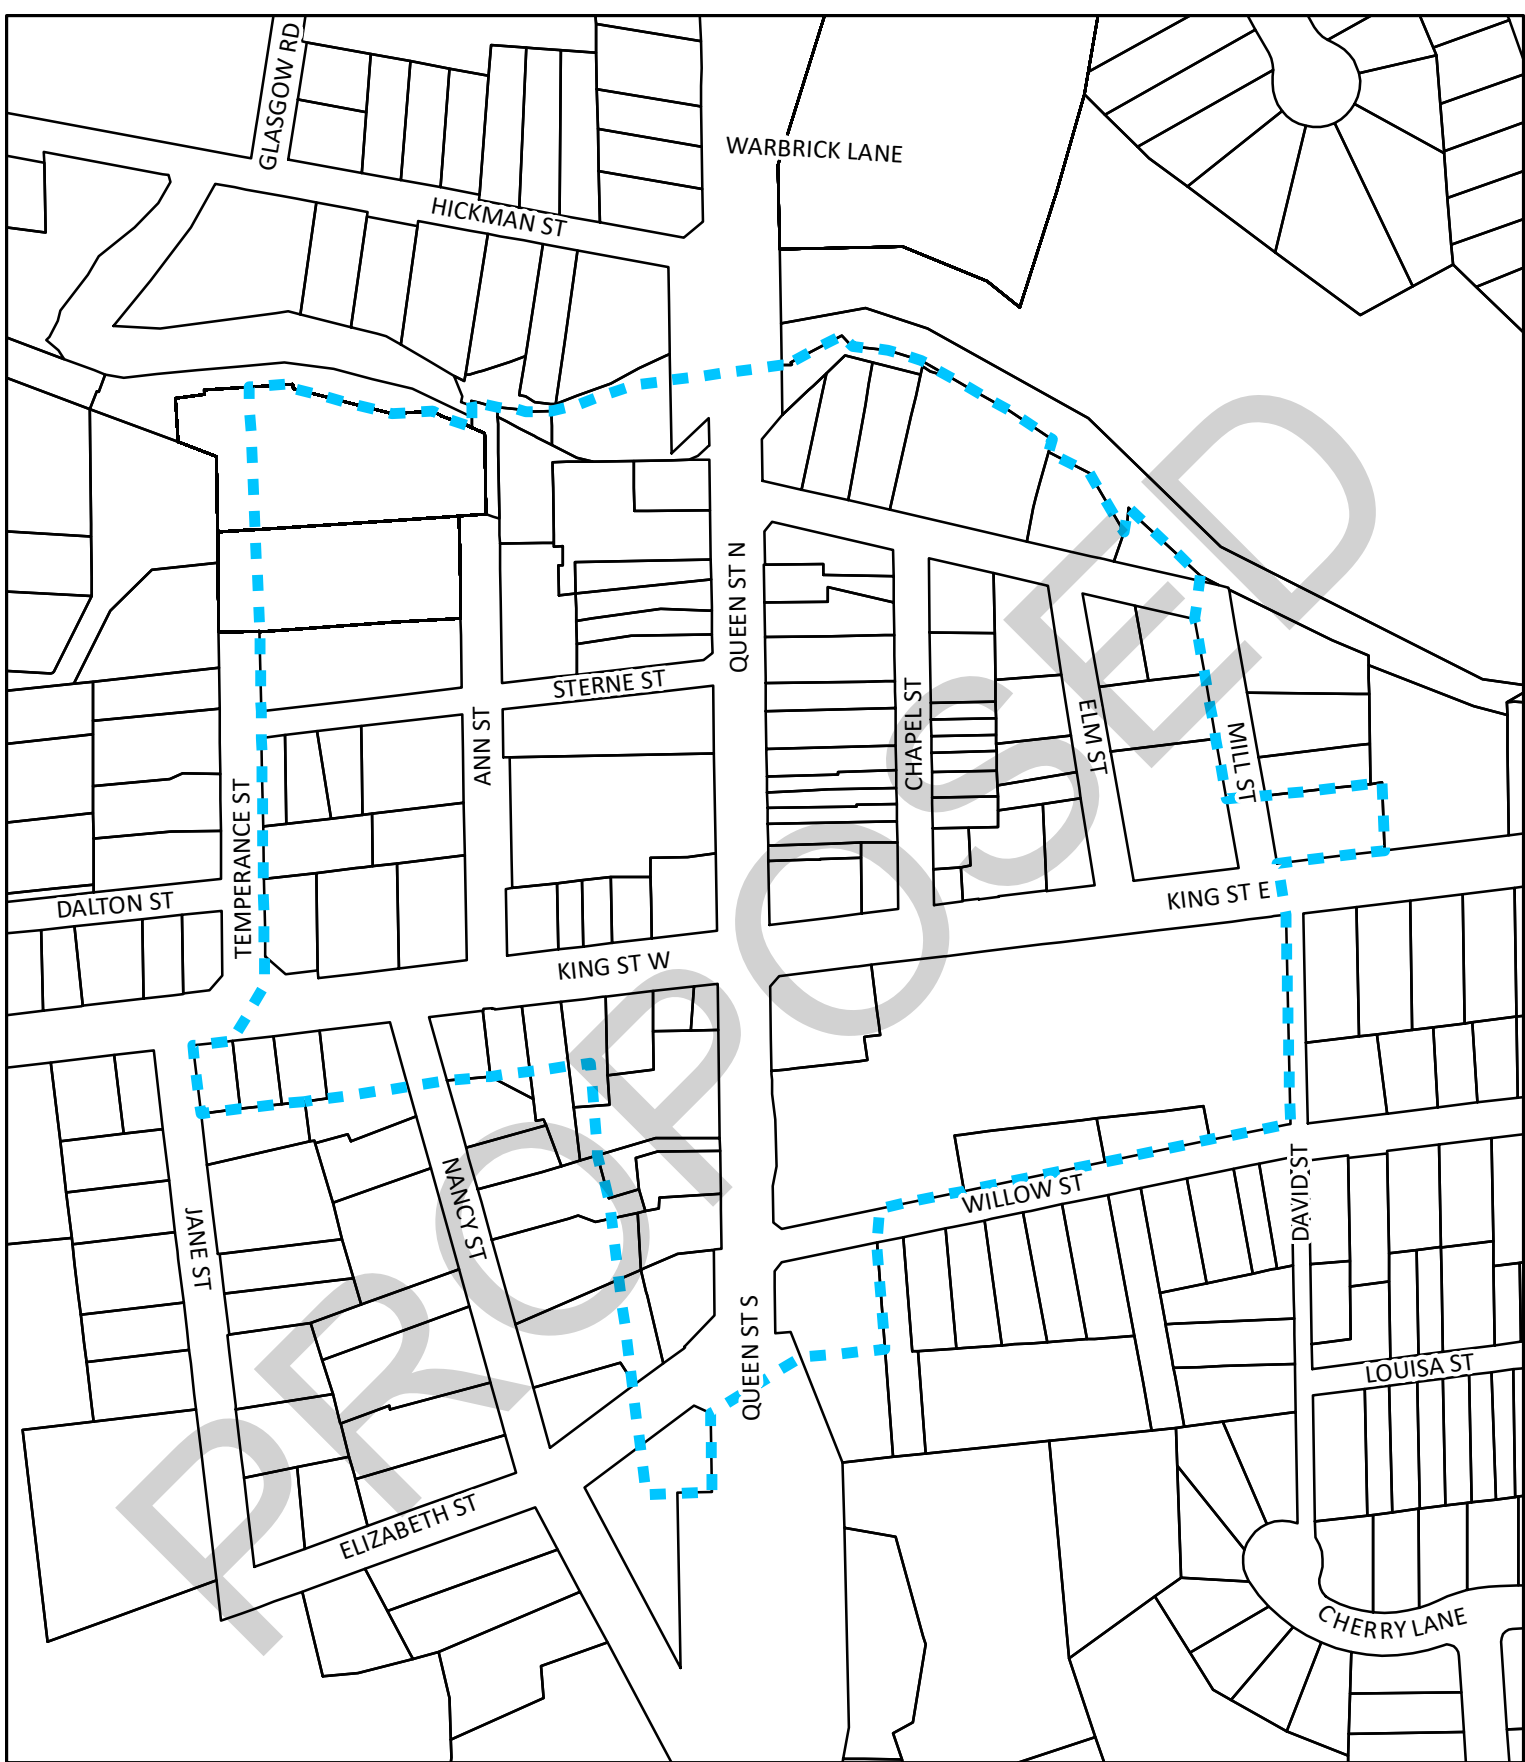 GLASGOW RD
WARBRICK LANE
HICKMAN ST
QUEEN ST N
STERNE ST
CHAPEL ST
ELM ST
ANN ST
MILL ST
TEMPERANCE ST
DALTON ST
KING ST E
KING ST W
NANCY ST
DAVID ST
WILLOW ST
JANE ST
QUEEN ST S
LOUISA ST
ELIZABETH ST
CHERRY LANE
PROPOSED